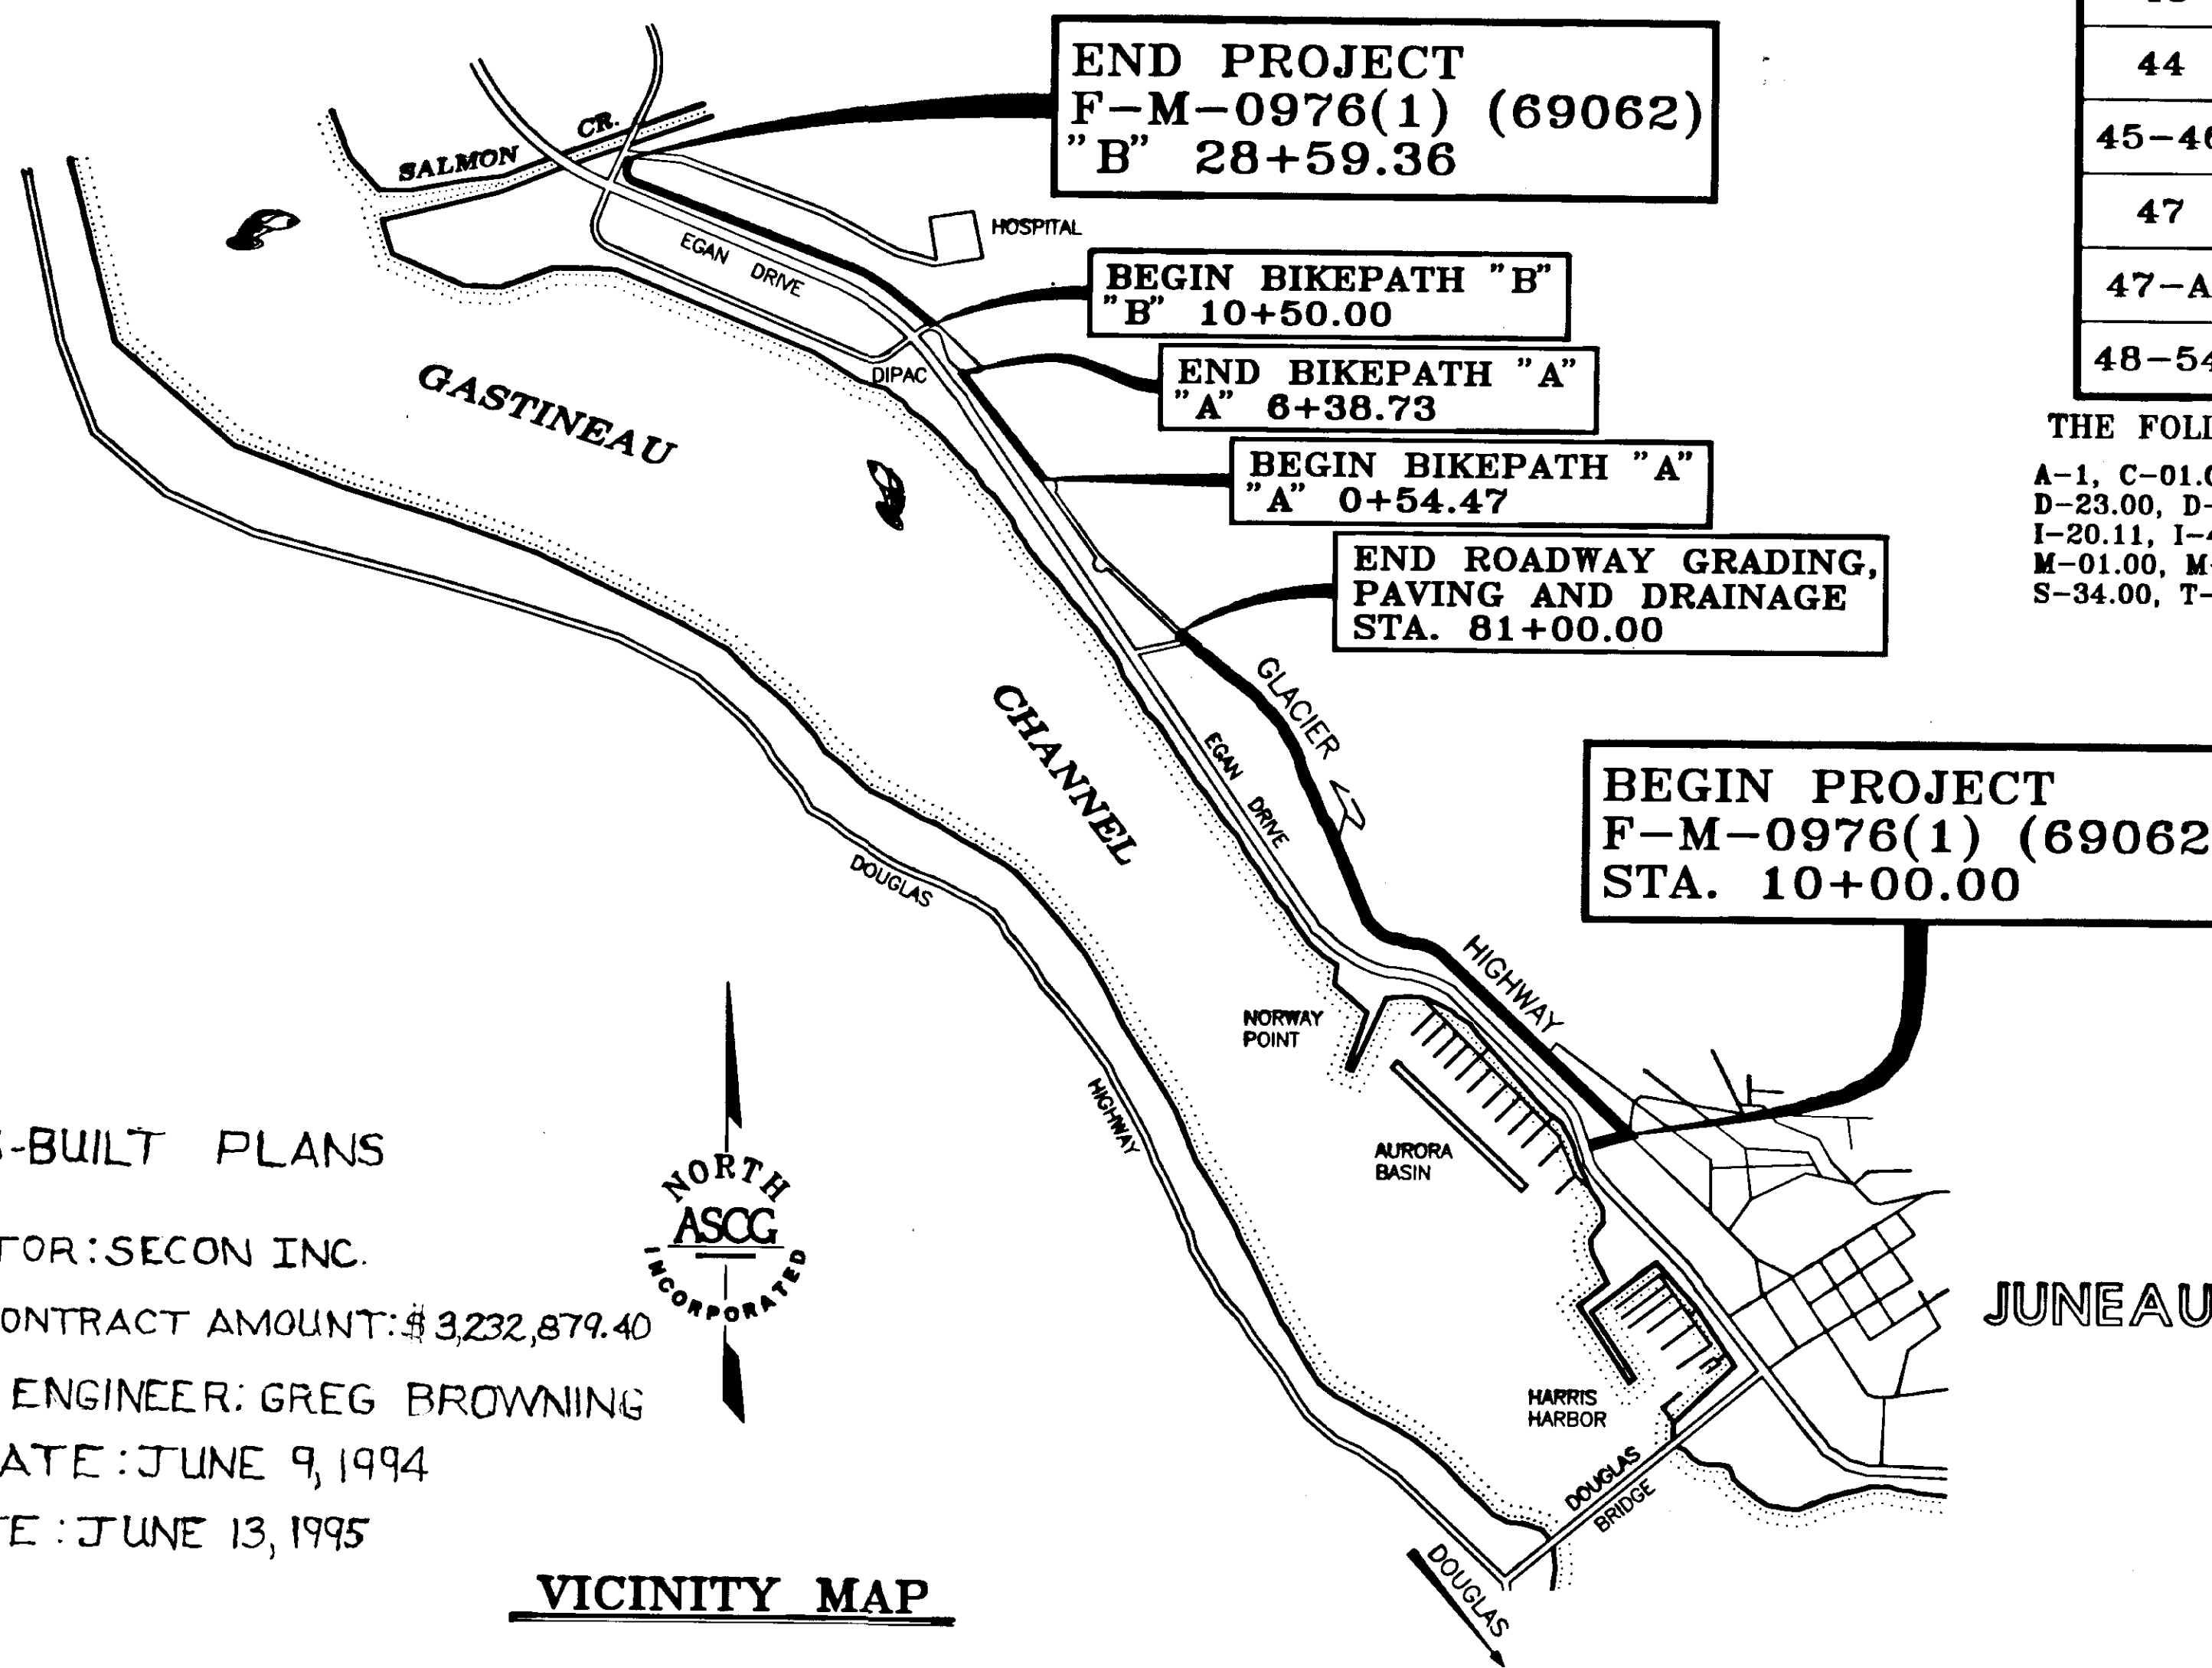 END PROJECT
F-M-0976(1) (69062)
"B" 28+59.36
44
45-46
47
47-A
48-54
CR.
SALMON
HOSPITAL
EGAN DRIVE
BEGIN BIKEPATH "B"
"B" 10+50.00
DIPAC
END BIKEPATH "A"
"A" 6+38.73
GASTINEAU
BEGIN BIKEPATH "A"
"A" 0+54.47
THE FOLL
A-1, C-01.0
D-23.00, D-
I-20.11, I-4
M-01.00, M-
S-34.00, T-
END ROADWAY GRADING,
PAVING AND DRAINAGE
STA. 81+00.00
GLACIER
CHANNEL
EGAN DRIVE
BEGIN PROJECT
F-M-0976(1) (69062
STA. 10+00.00
DOUGLAS
HIGHWAY
NORWAY
POINT
HIGHWAY
AURORA
BASIN
S-BUILT PLANS
NORTH
ASCG
INCORPORATED
TOR: SECON INC.
ONTRACT AMOUNT: $3,232,879.40
ENGINEER: GREG BROWNING
ATE: JUNE 9, 1994
TE: JUNE 13, 1995
JUNEAU
HARRIS
HARBOR
DOUGLAS
BRIDGE
DOUGLAS
VICINITY MAP